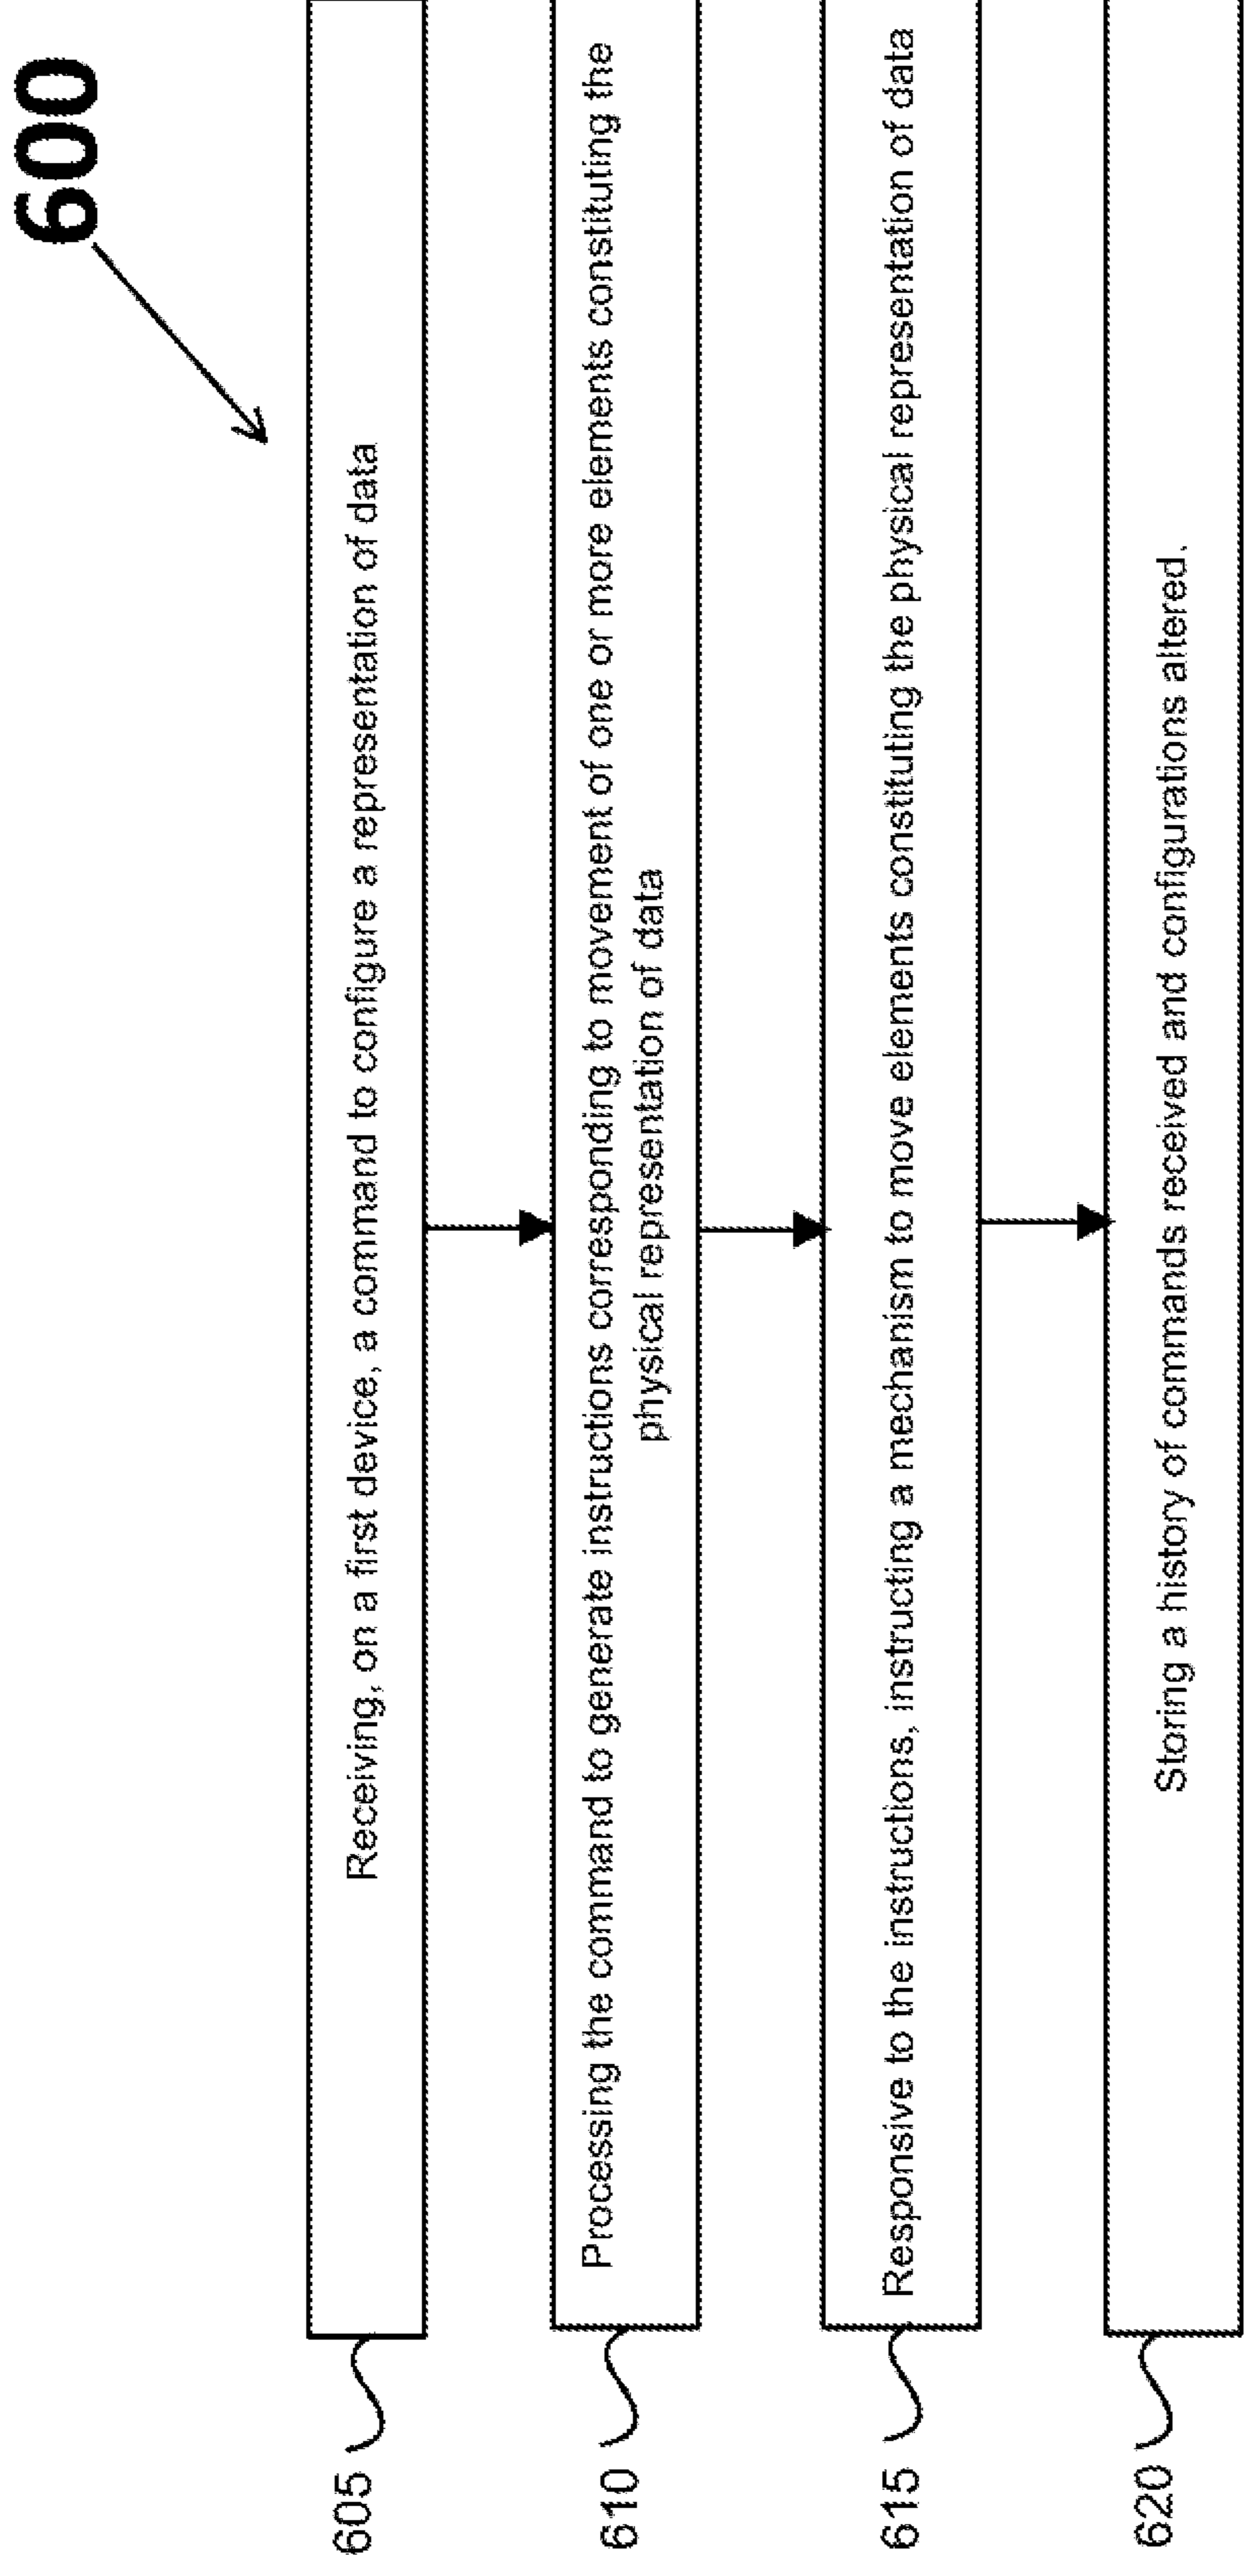 600
605
Receiving, on a first device, a command to configure a representation of data
610
Processing the command to generate instructions corresponding to movement of one or more elements constituting the
physical representation of data
615
Responsive to the instructions, instructing a mechanism to move elements constituting the physical representation of data
620
Storing a history of commands received and configurations altered.